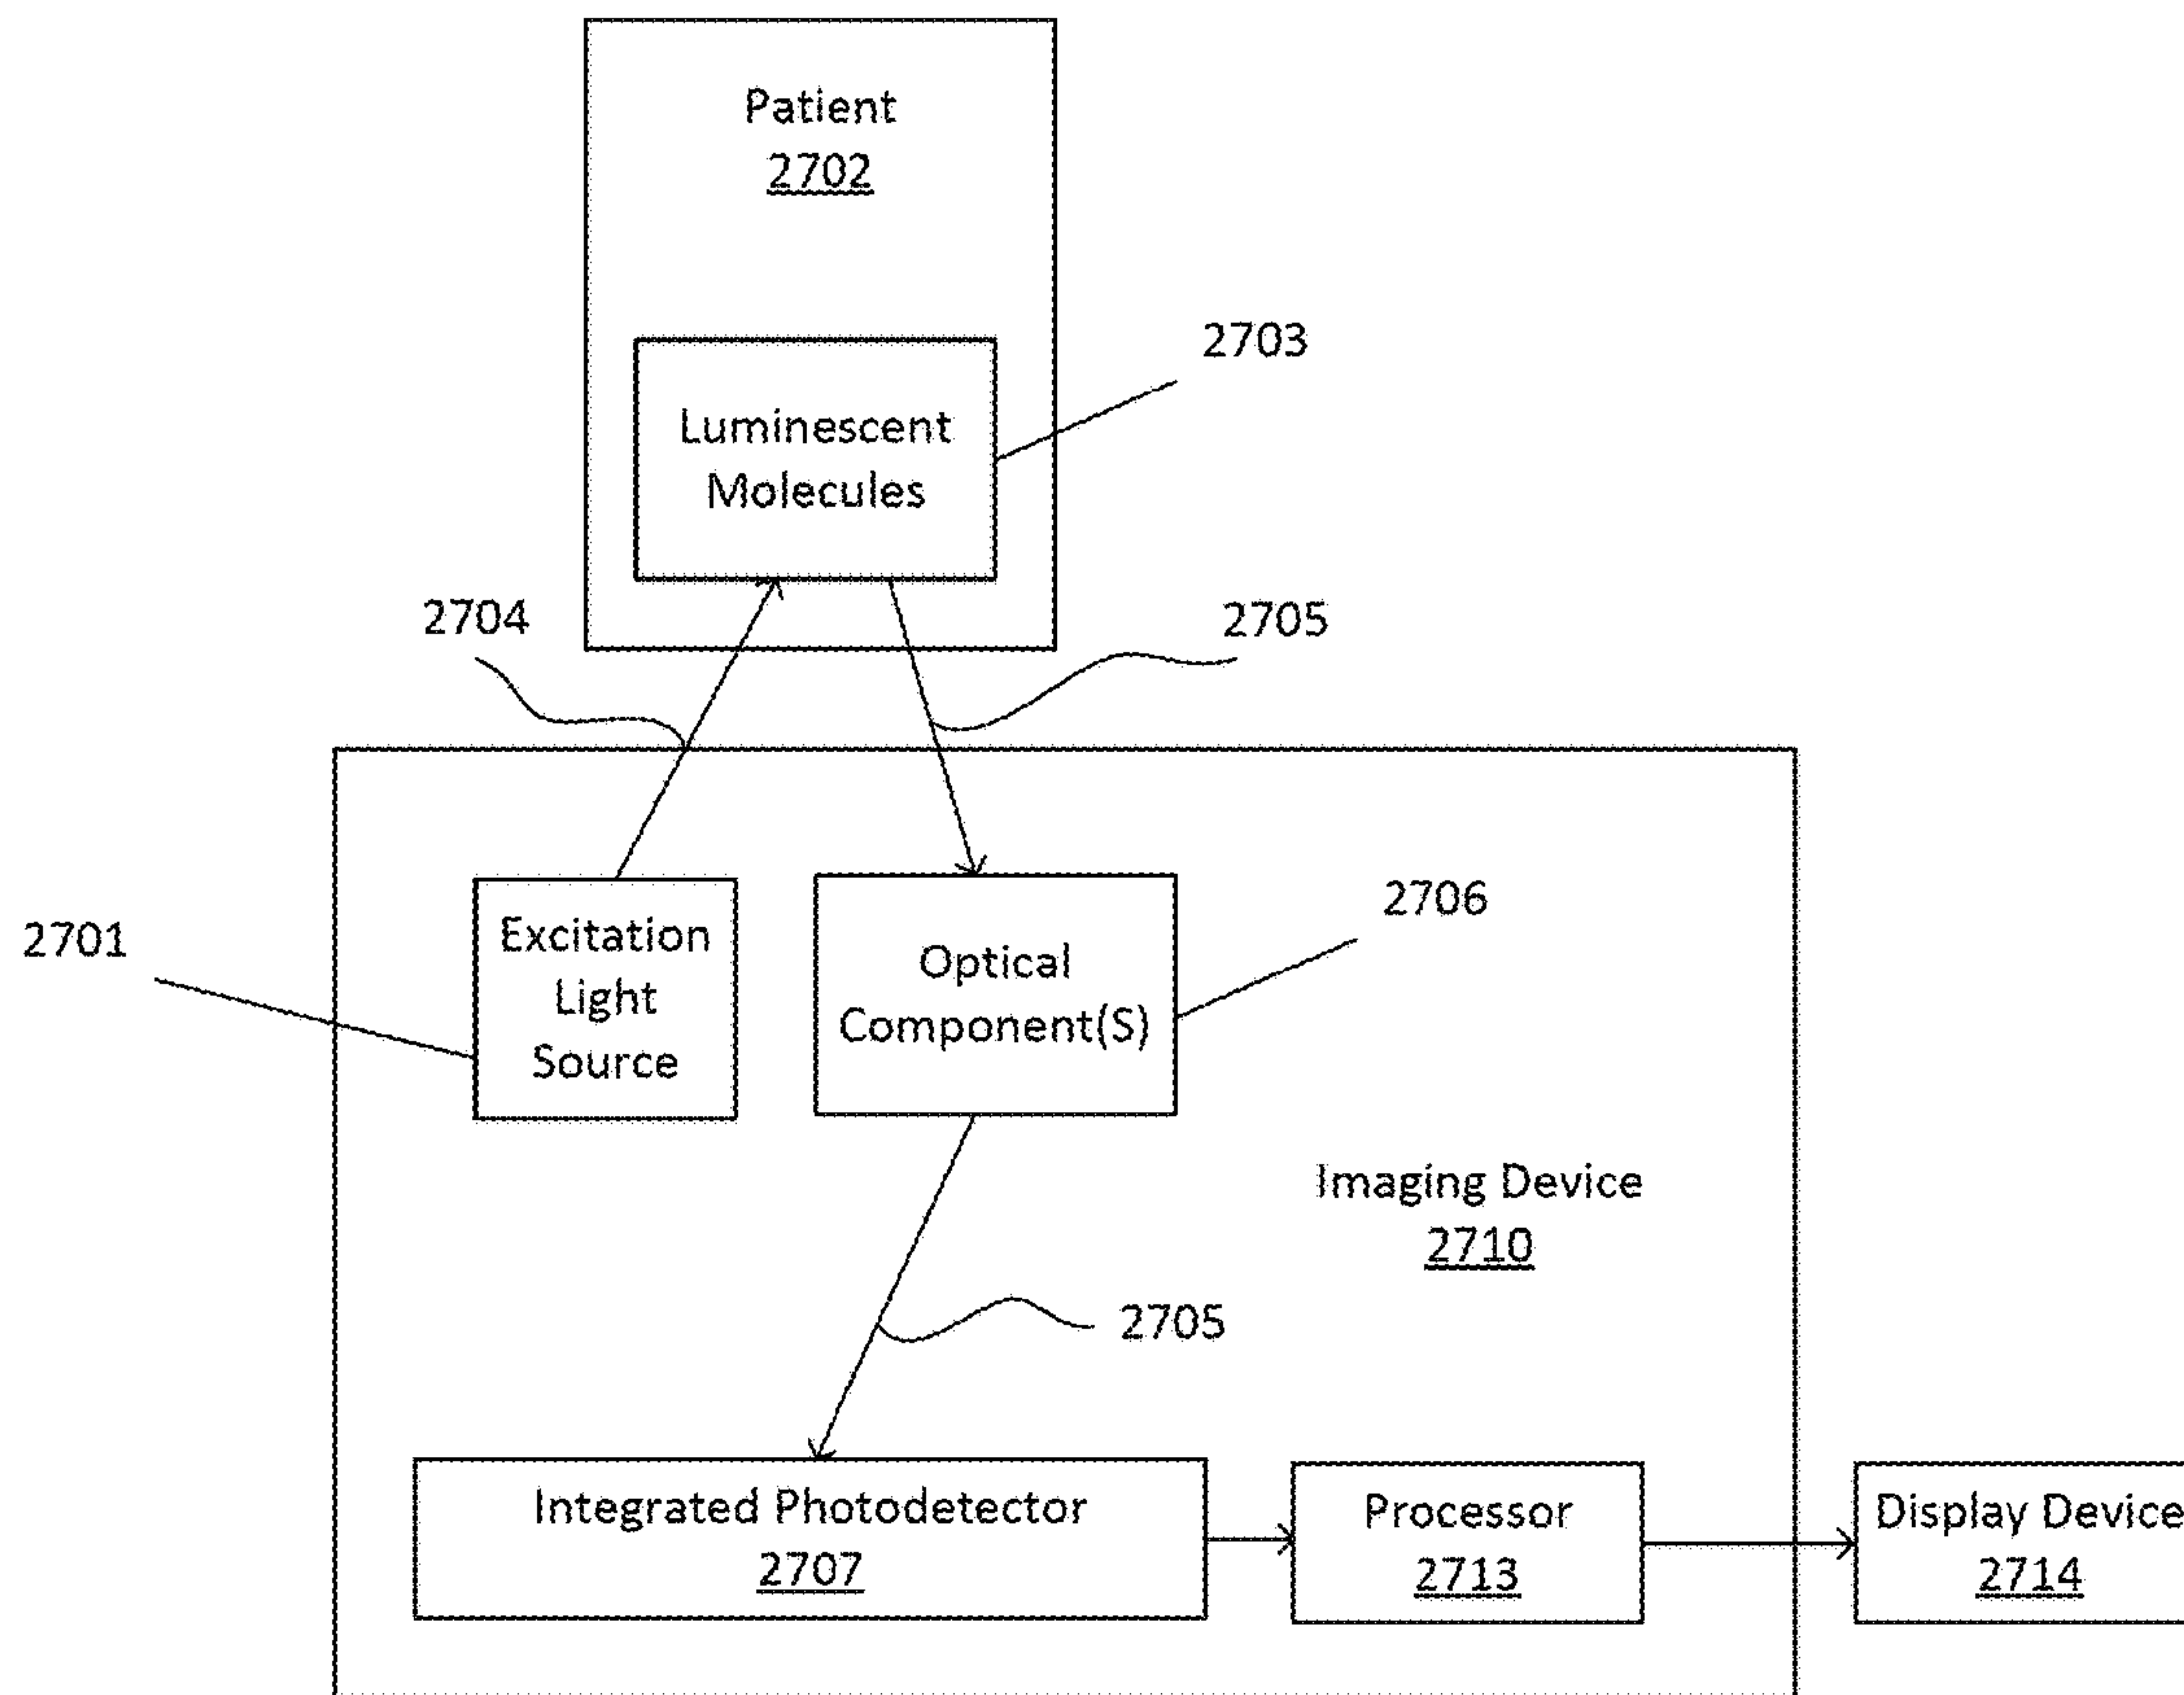 Patient
2702
2703
Luminescent
Molecules
2704
2705
2701
Excitation
Light
Source
Optical
Component(S)
2706
Imaging Device
2710
2705
Integrated Photodetector
2707
Processor
2713
Display Device
2714